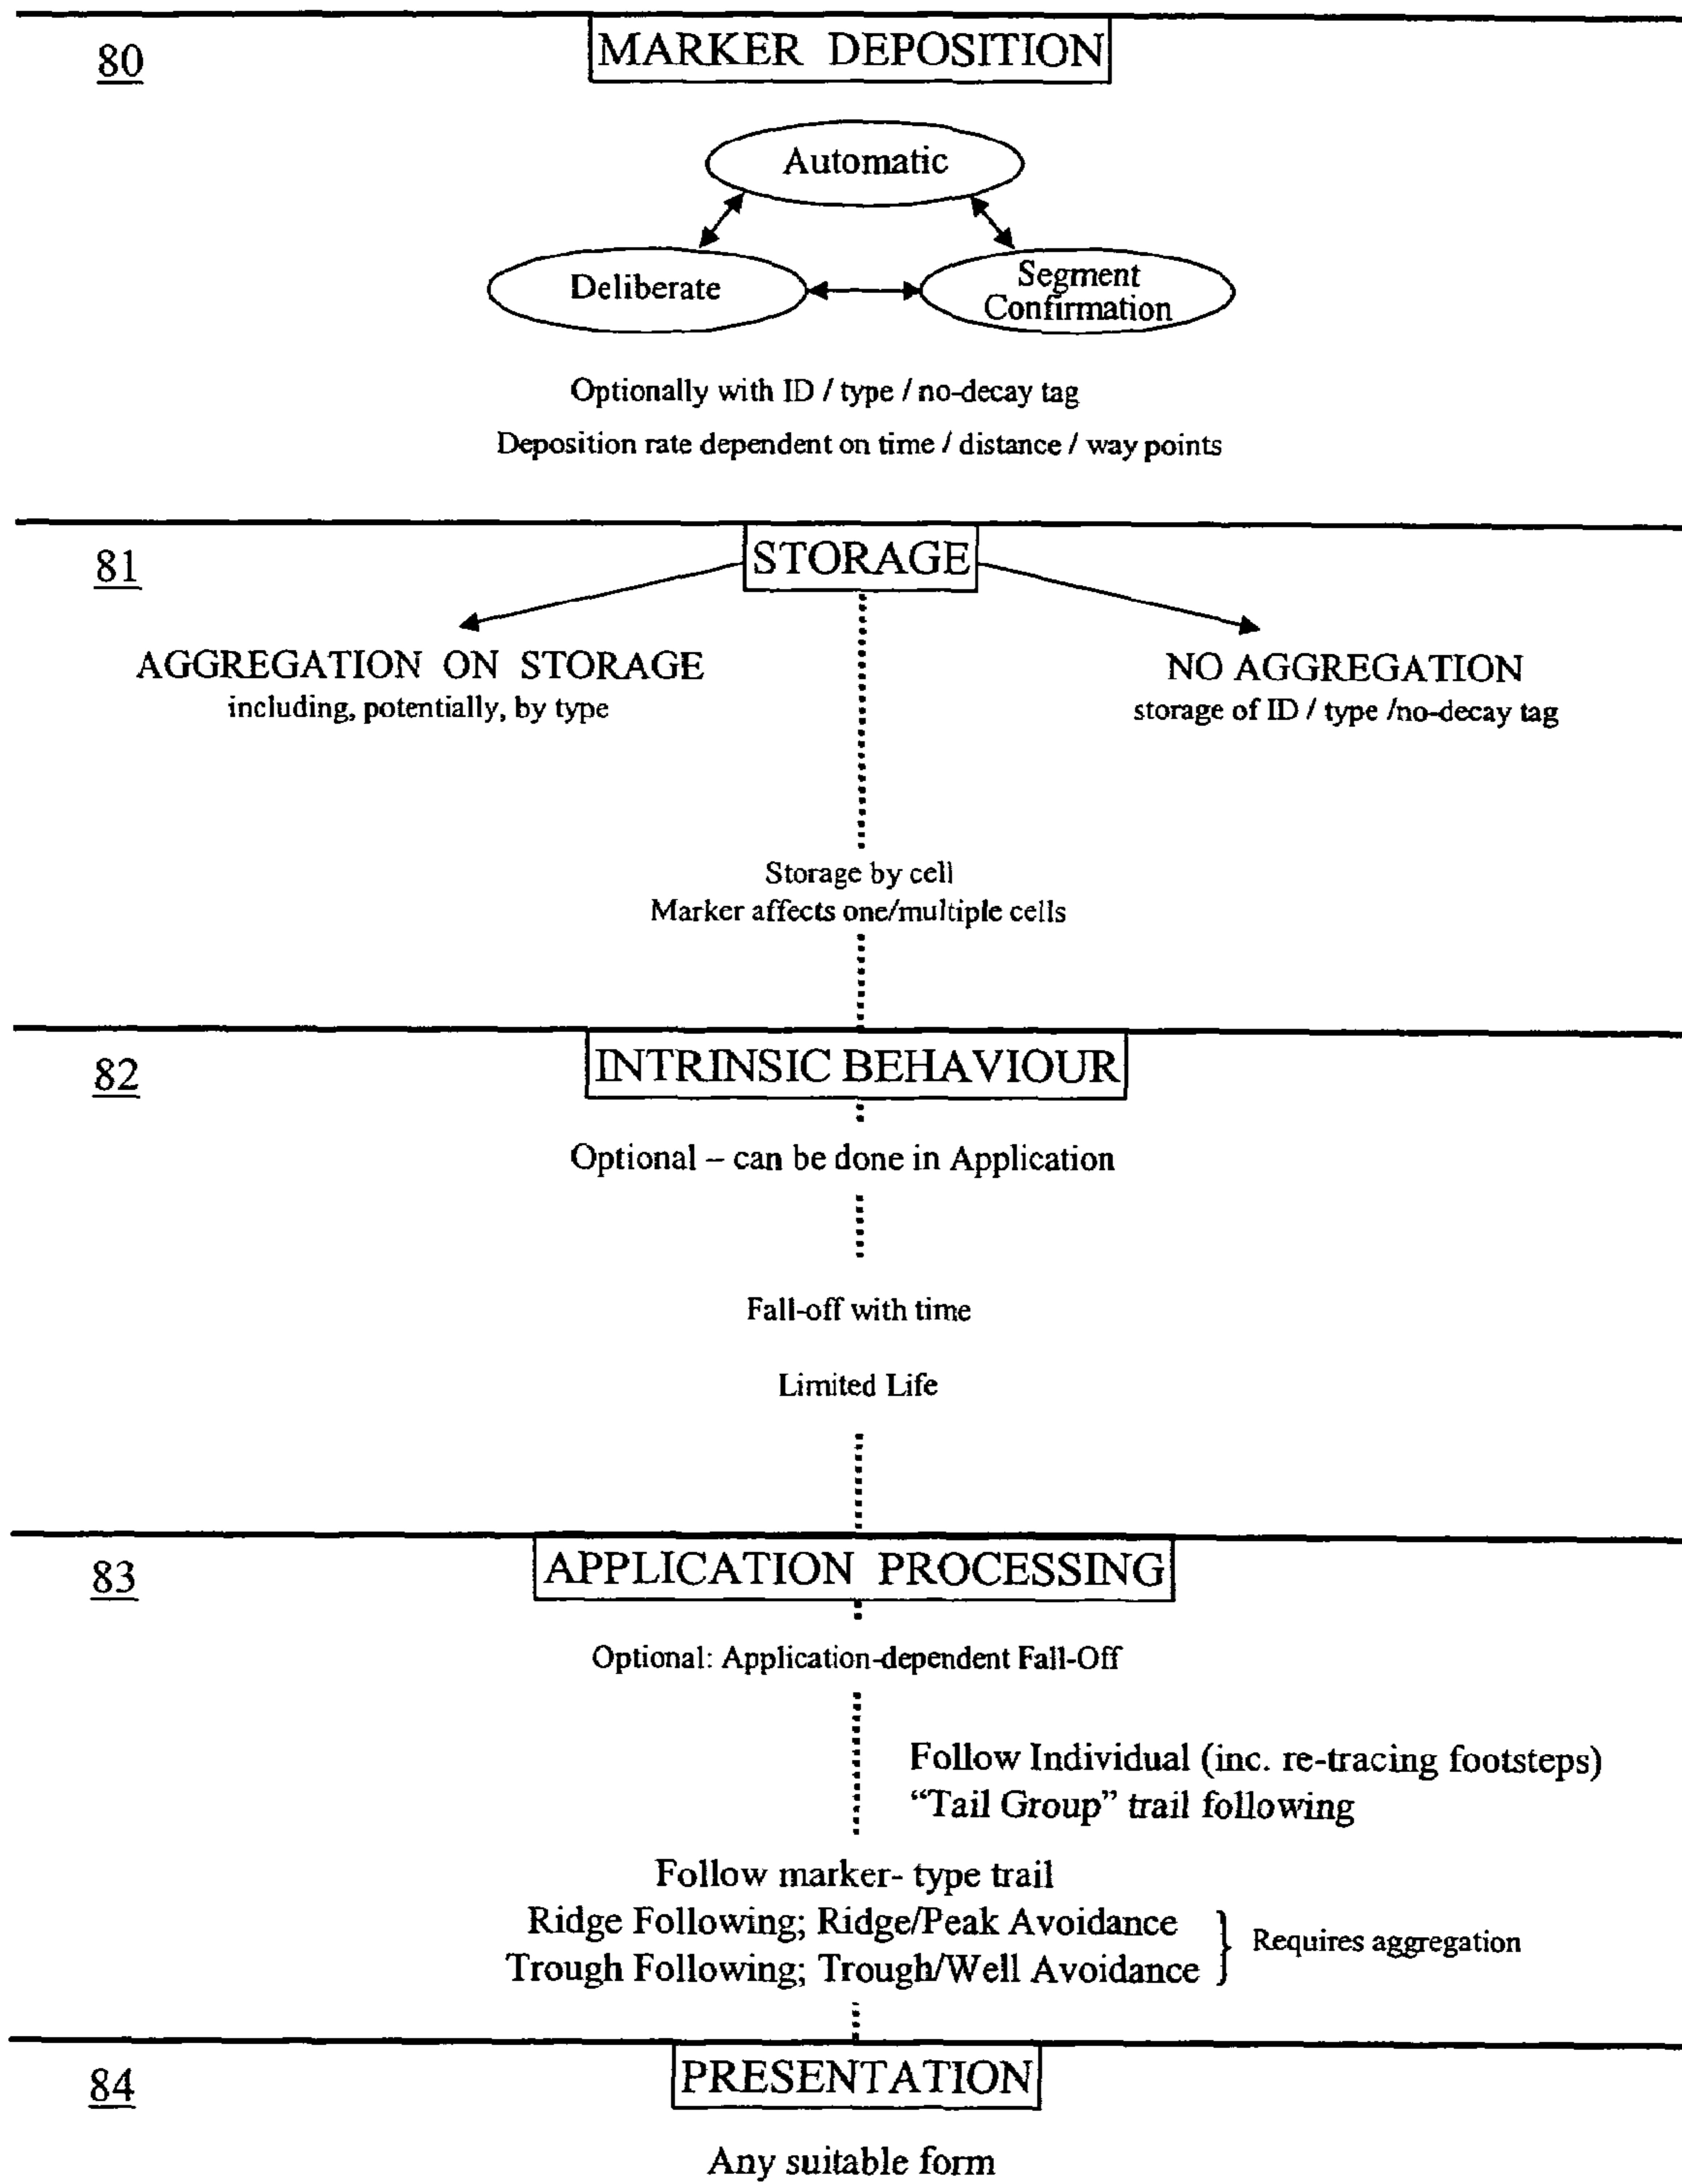 80
MARKER DEPOSITION
Automatic
Deliberate
Segment
Confirmation
Optionally with ID / type / no-decay tag
Deposition rate dependent on time / distance / way points
81
STORAGE
AGGREGATION ON STORAGE
including, potentially, by type
NO AGGREGATION
storage of ID / type /no-decay tag
Storage by cell
Marker affects one/multiple cells
82
INTRINSIC BEHAVIOUR
Optional – can be done in Application
Fall-off with time
Limited Life
83
APPLICATION PROCESSING
Optional: Application-dependent Fall-Off
Follow Individual (inc. re-tracing footsteps)
“Tail Group” trail following
Follow marker- type trail
Ridge Following; Ridge/Peak Avoidance
Trough Following; Trough/Well Avoidance
Requires aggregation
84
PRESENTATION
Any suitable form